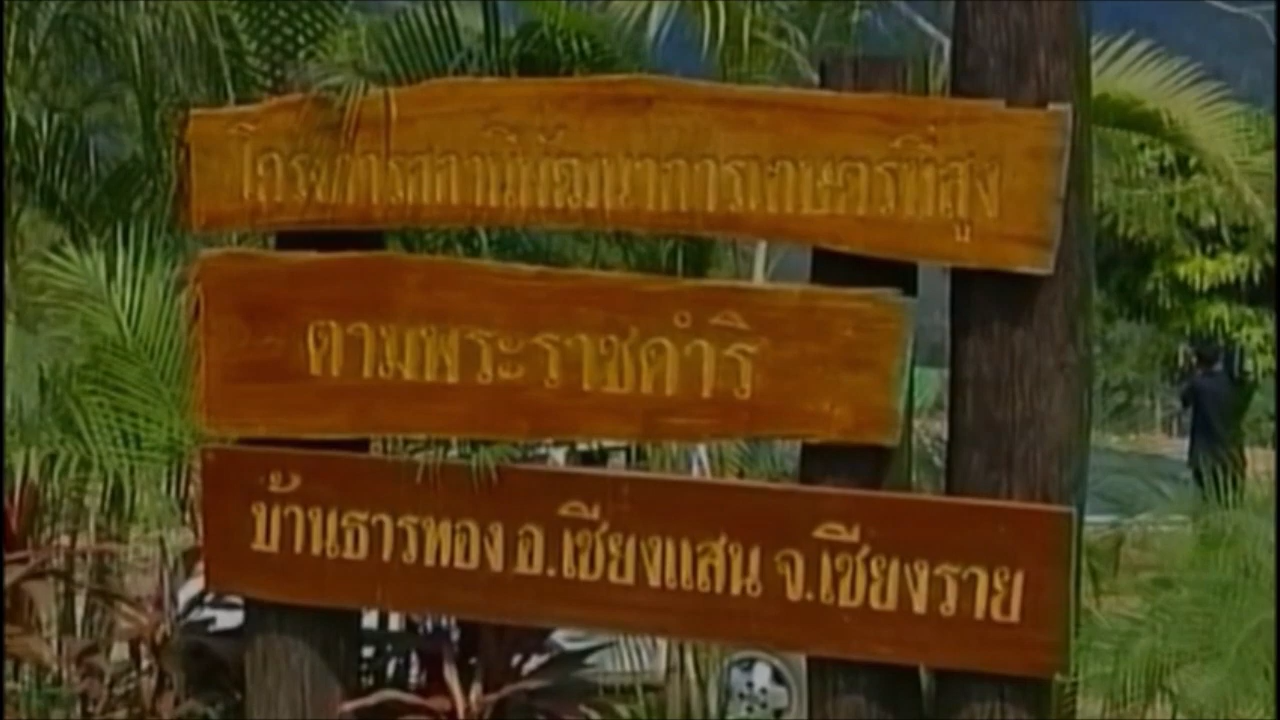 โครงการสถานีพัฒนาการเกษตรที่สูง
ตามพระราชดำริ
บ้านธารทอง อ.เชียงแสน จ.เชียงราย